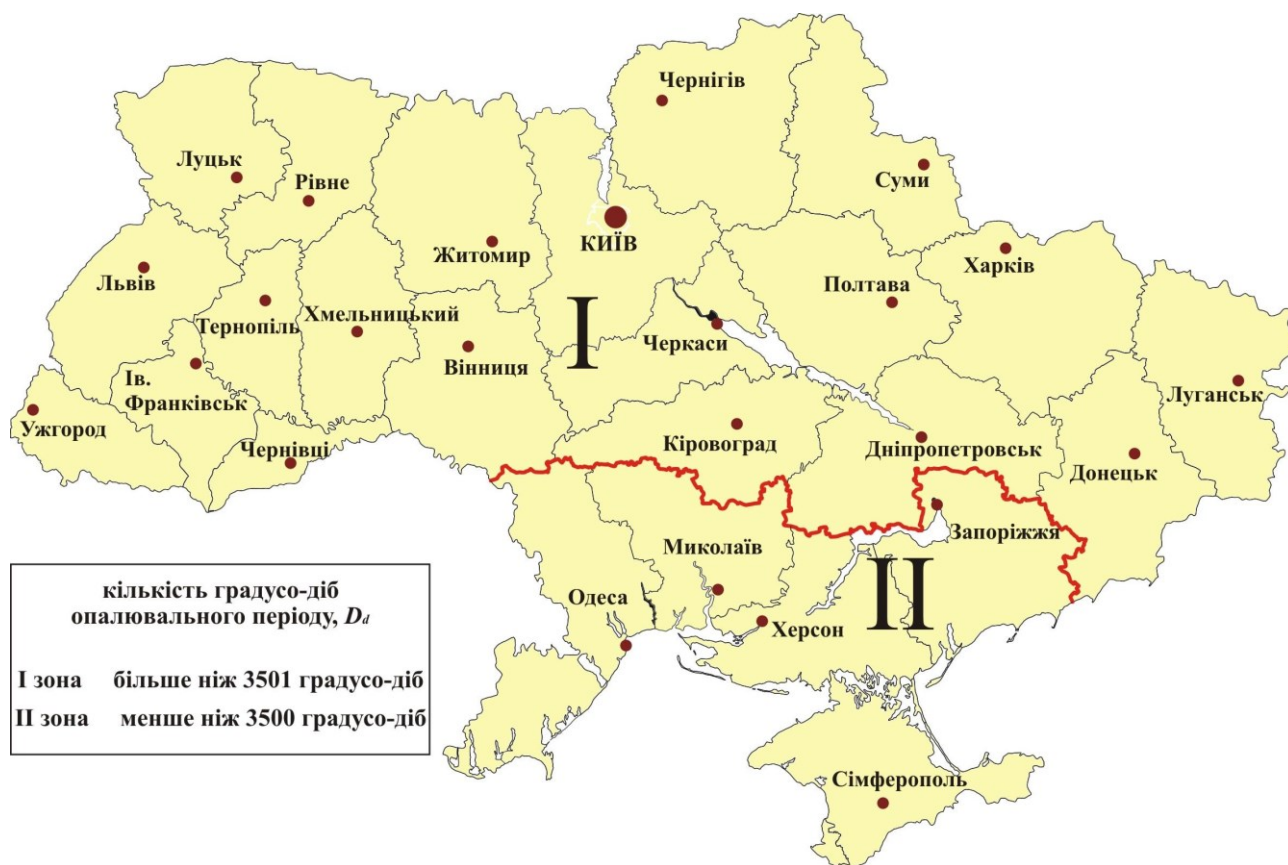 Чернігів
Луцьк
Рівне
Суми
КИЇВ
Житомир
Харків
Львів
Полтава
Тернопіль
Хмельницький
I
Черкаси
Вінниця
Ів.
Франківськ
Луганськ
Ужгород
Чернівці
Кіровоград
Дніпропетровськ
Донецьк
Запоріжжя
Миколаїв
II
Одеса
Херсон
Сімферополь
кількість градусо-діб
опалювального періоду, Dd
I зона більше ніж 3501 градусо-діб
II зона менше ніж 3500 градусо-діб